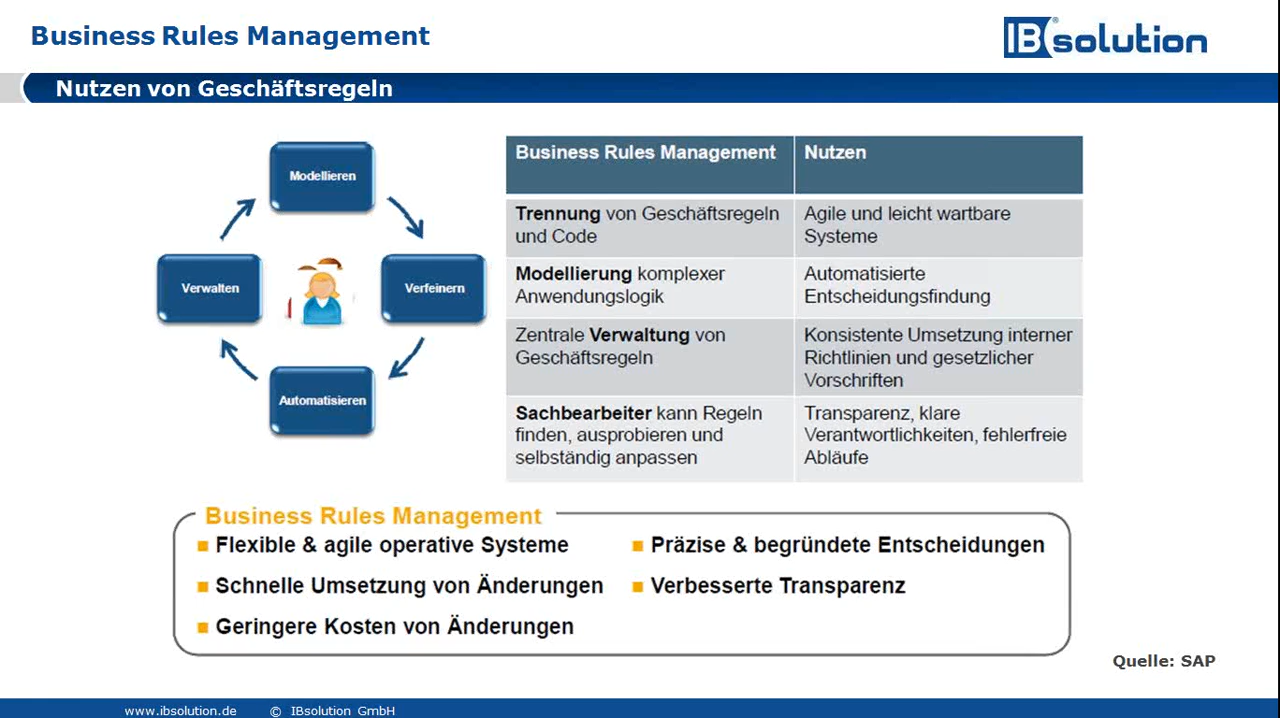 Business Rules Management
IBsolution
Nutzen von Geschäftsregeln
Modellieren
Verwalten
Verfeinern
Automatisieren
Business Rules Management
Nutzen
Trennung von Geschäftsregeln
und Code
Agile und leicht wartbare
Systeme
Modellierung komplexer
Anwendungslogik
Automatisierte
Entscheidungsfindung
Zentrale Verwaltung von
Geschäftsregeln
Konsistente Umsetzung interner
Richtlinien und gesetzlicher
Vorschriften
Sachbearbeiter kann Regeln
finden, ausprobieren und
selbständig anpassen
Transparenz, klare
Verantwortlichkeiten, fehlerfreie
Abläufe
Business Rules Management
Flexible & agile operative Systeme
Schnelle Umsetzung von Änderungen
Geringere Kosten von Änderungen
Präzise & begründete Entscheidungen
Verbesserte Transparenz
Quelle: SAP
www.ibsolution.de © IBsolution GmbH